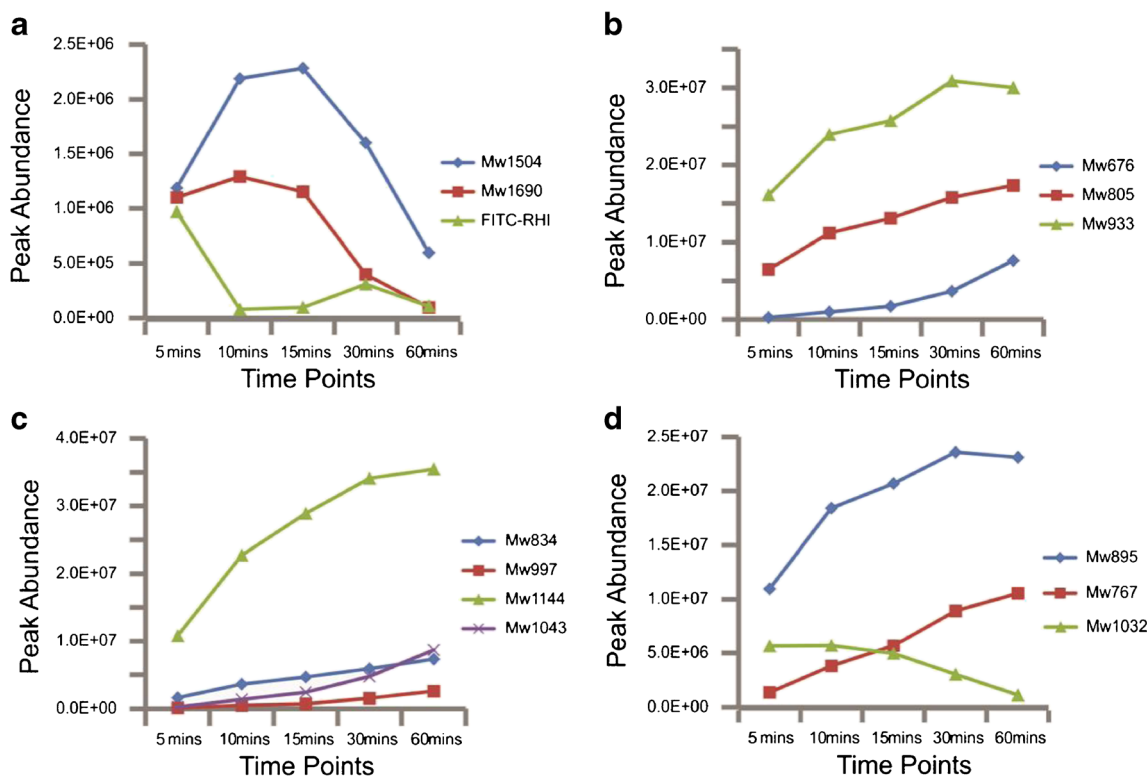 a
2.5E+06
2.0E+06
1.5E+06
1.0E+06
5.0E+05
0.0E+00
Peak Abundance
5 mins 10mins 15mins 30mins 60mins
Time Points
Mw1504
Mw1690
FITC-RHI
b
3.0E+07
2.0E+07
1.0E+07
0.0E+00
Peak Abundance
5 mins 10mins 15mins 30mins 60mins
Time Points
Mw676
Mw805
Mw933
c
4.0E+07
3.0E+07
2.0E+07
1.0E+07
0.0E+00
Peak Abundance
5 mins 10mins 15mins 30mins 60mins
Time Points
Mw834
Mw997
Mw1144
Mw1043
d
2.5E+07
2.0E+07
1.5E+07
1.0E+07
5.0E+06
0.0E+00
Peak Abundance
5 mins 10mins 15mins 30mins 60mins
Time Points
Mw895
Mw767
Mw1032